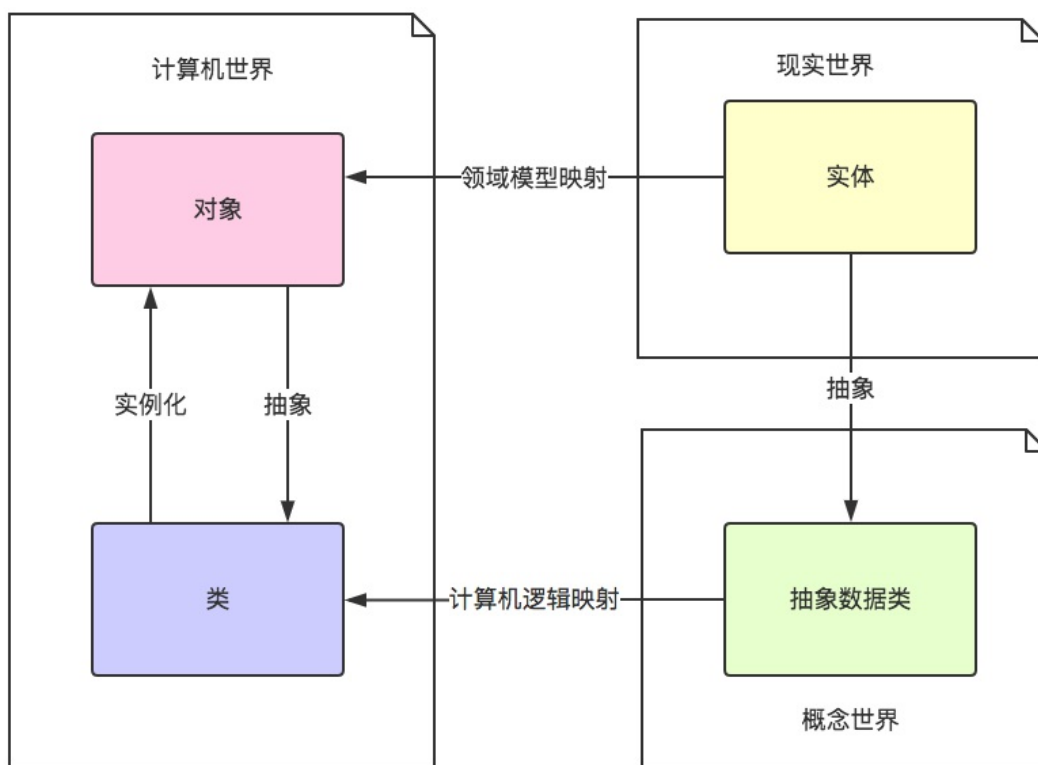 计算机世界
现实世界
对象
领域模型映射
实体
实例化
抽象
抽象
类
计算机逻辑映射
抽象数据类
概念世界